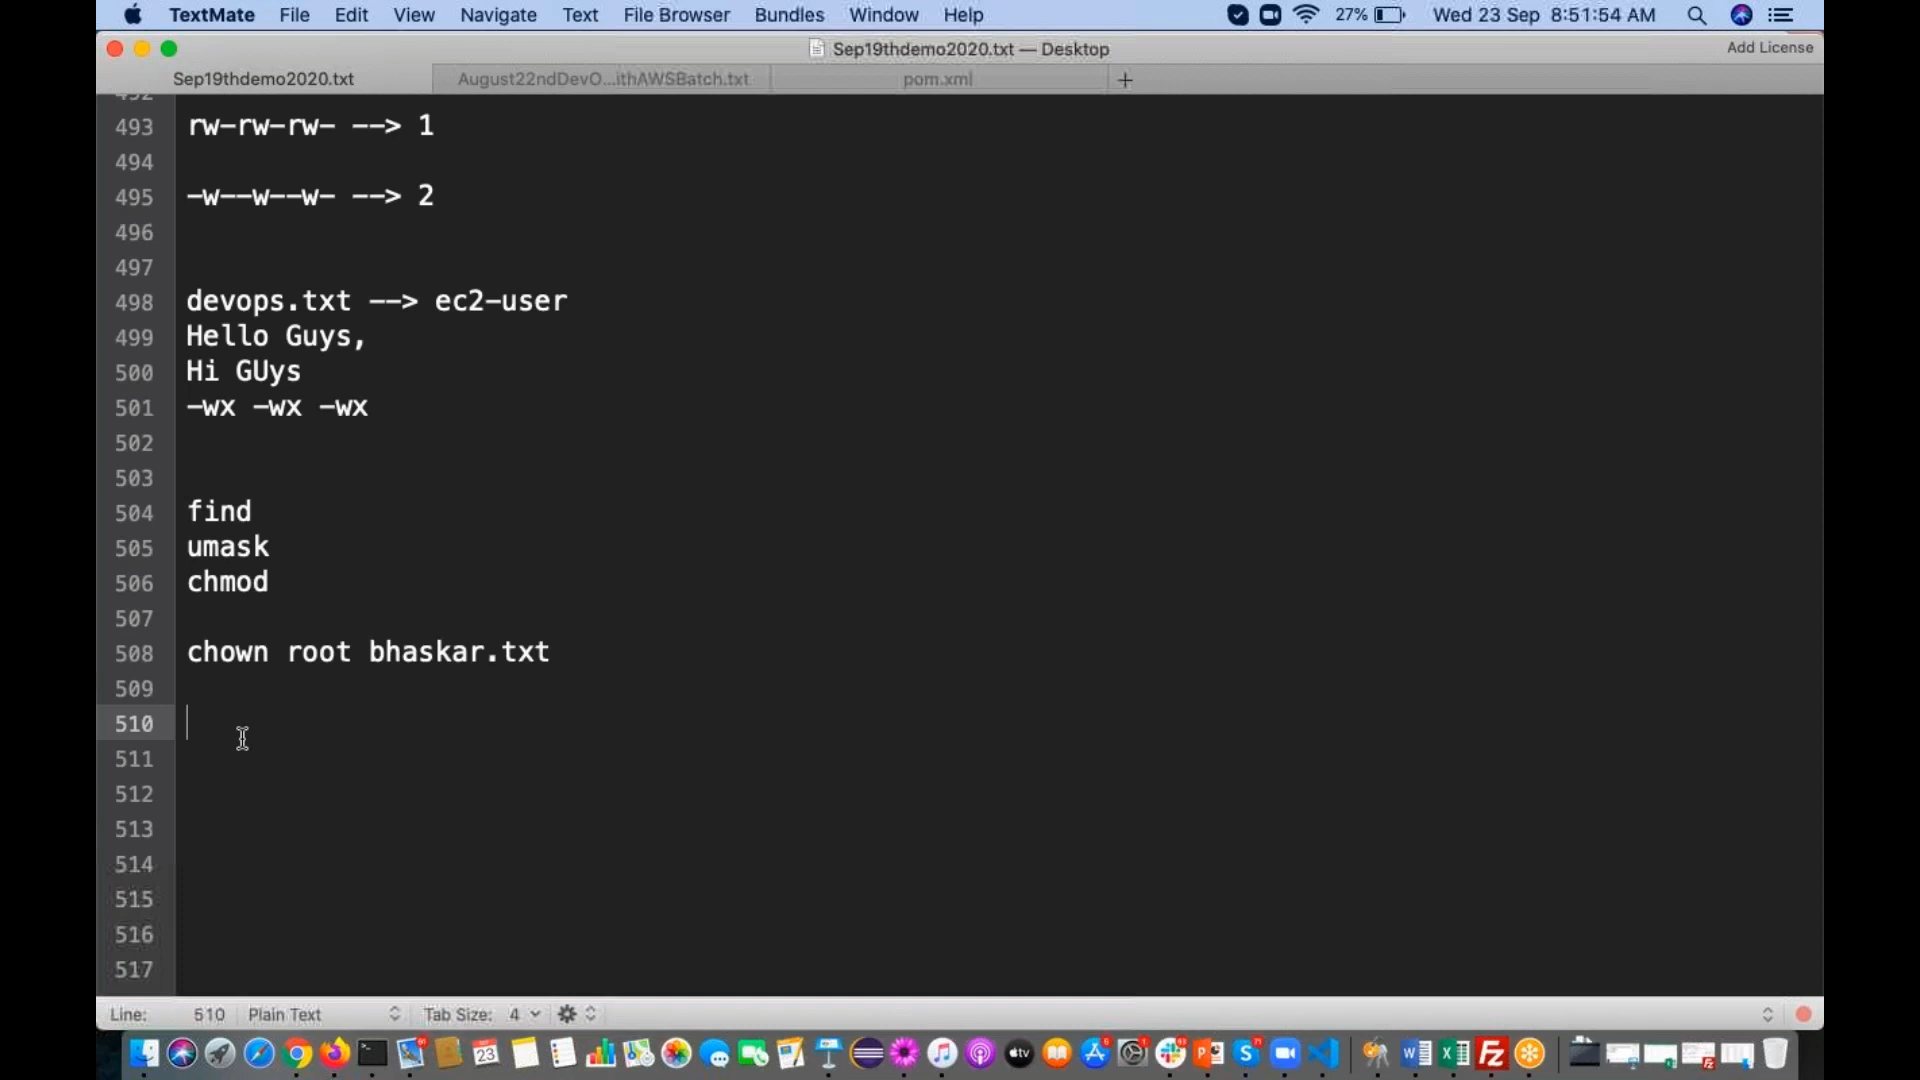 TextMate File Edit View Navigate Text File Browser Bundles Window Help 27% Wed 23 Sep 8:51:54 AM
Sep19thdemo2020.txt — Desktop Add License
Sep19thdemo2020.txt August22ndDevO...ithAWSBatch.txt pom.xml +
492
493 rw-rw-rw- --> 1
494
495 -w--w--w- --> 2
496
497
498 devops.txt --> ec2-user
499 Hello Guys,
500 Hi GUys
501 -wx -wx -wx
502
503
504 find
505 umask
506 chmod
507
508 chown root bhaskar.txt
509
510
511
512
513
514
515
516
517
Line: 510 Plain Text Tab Size: 4
23 tv W X Fz